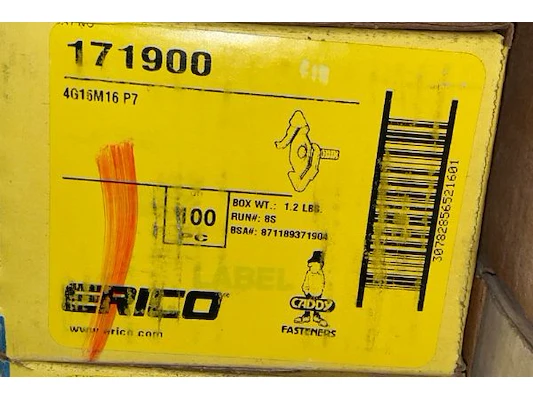 171900
4G16M16 P7
100
PC
BOX WT.: 1.2 LBS.
RUN#: 8S
BSA#: 871189371904
LABEL
ERICO
www.erico.com
CADDY
FASTENERS
30782856521601